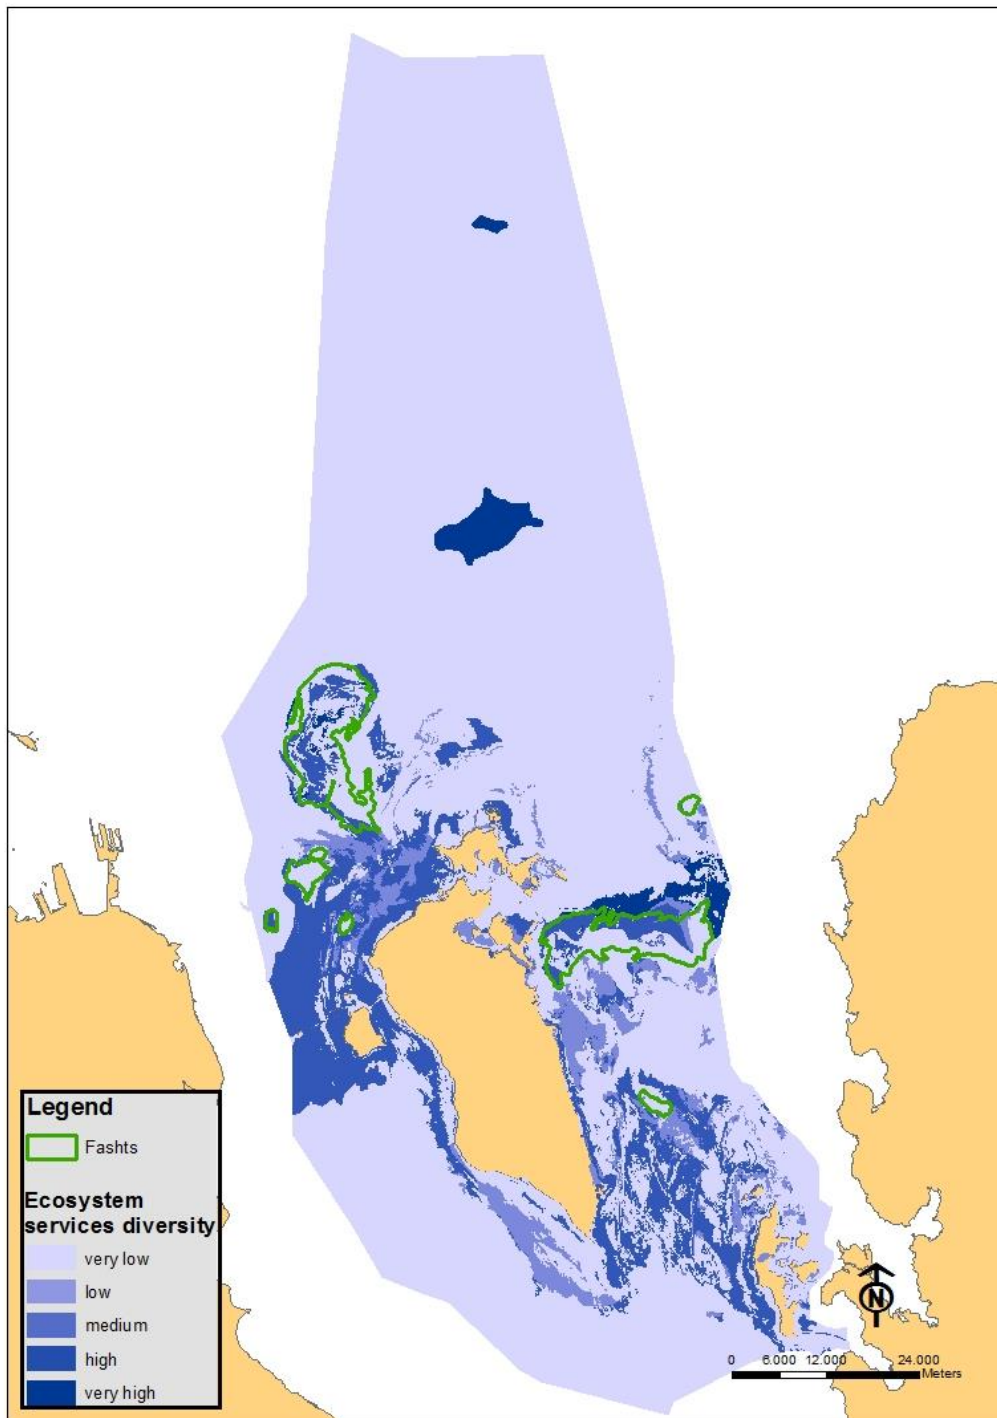 Legend
Fashts
Ecosystem
services diversity
very low
low
medium
high
very high
N
0 6.000 12.000 24.000
Meters